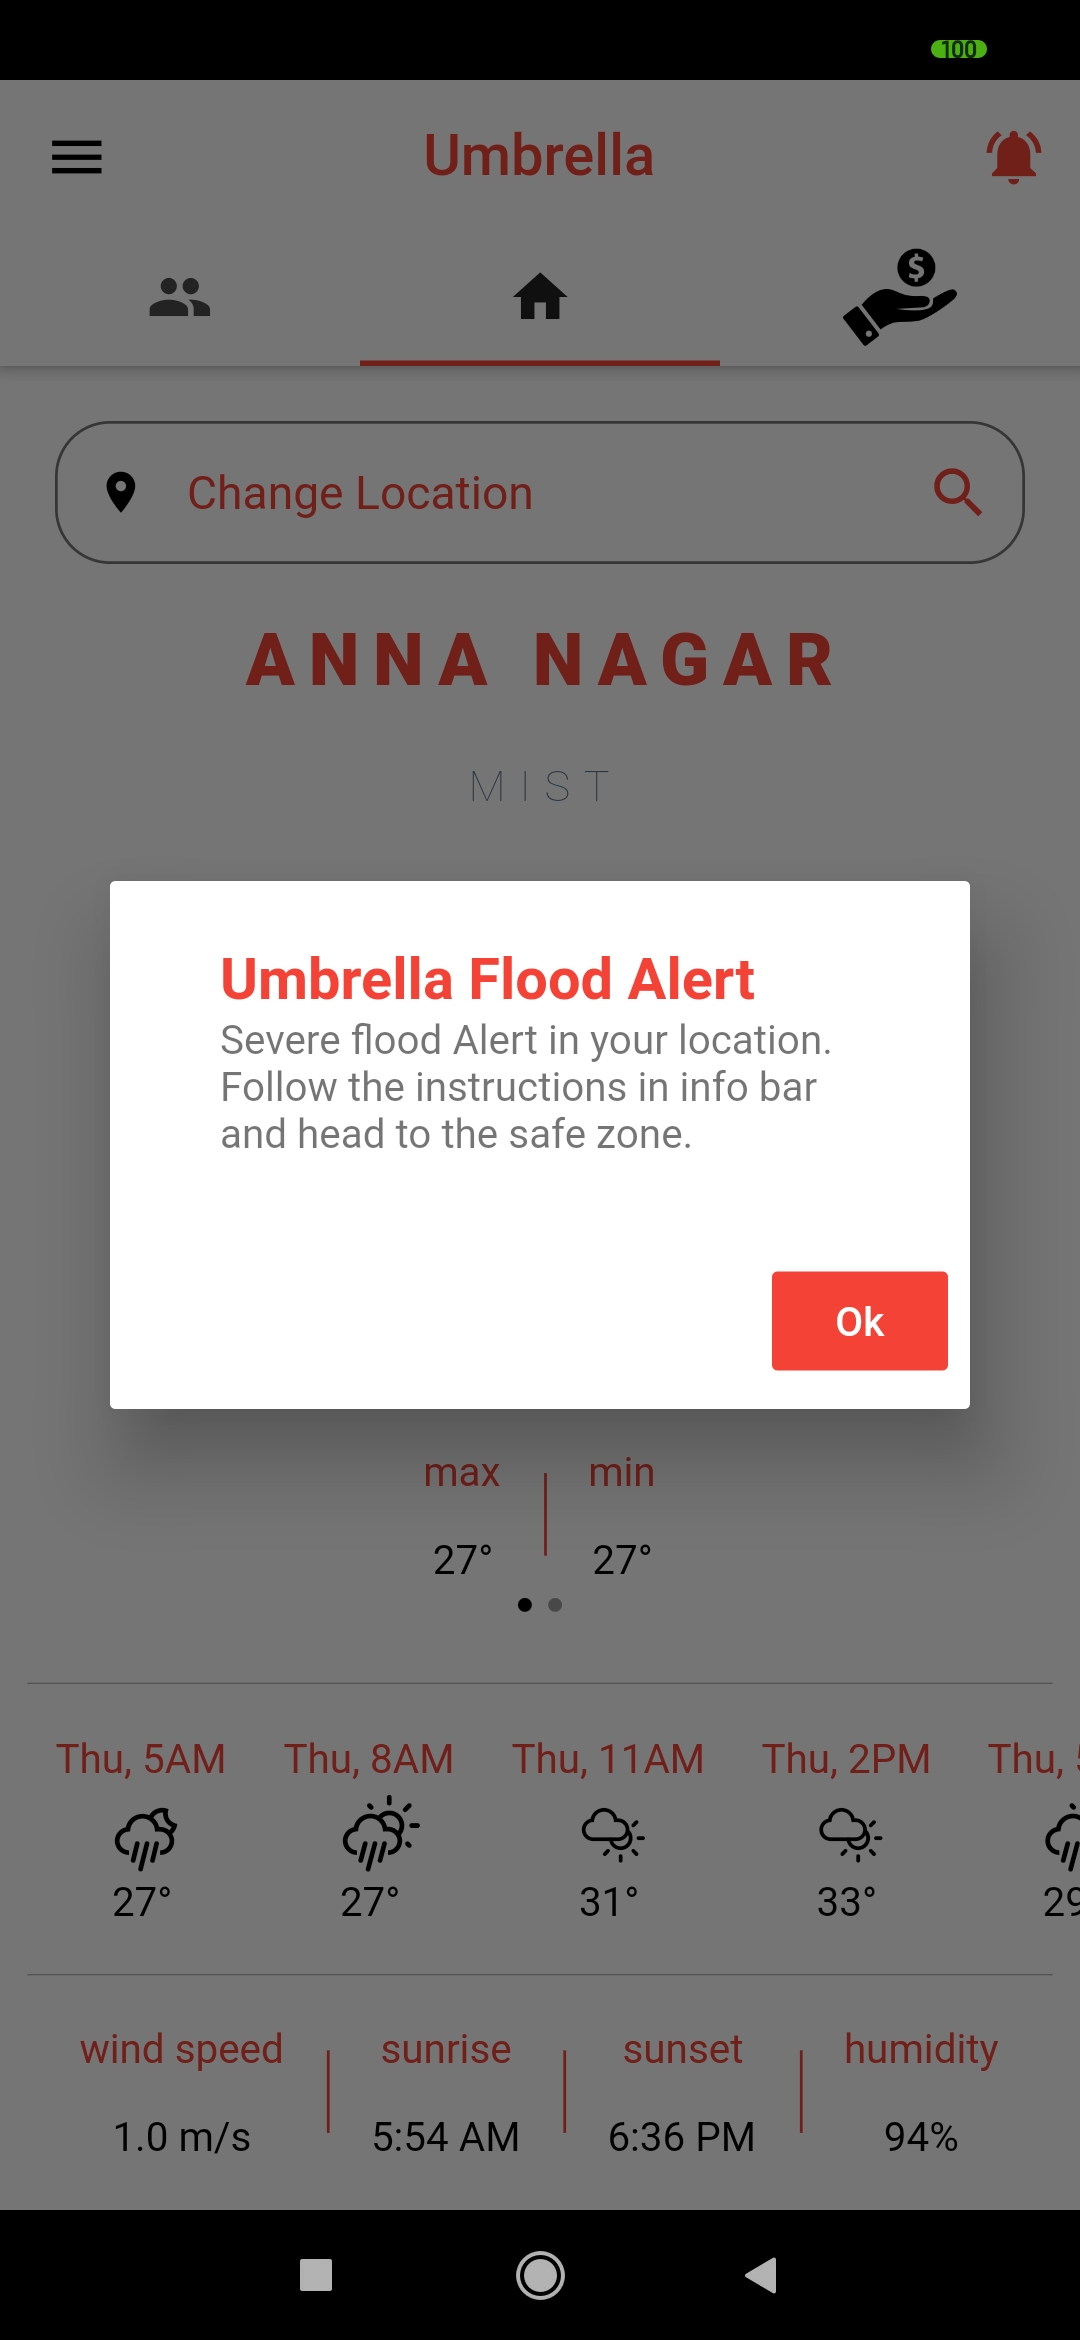 100
Umbrella
$
Change Location
ANNA NAGAR
MIST
Umbrella Flood Alert
Severe flood Alert in your location.
Follow the instructions in info bar
and head to the safe zone.
Ok
max min
27° 27°
Thu, 5AM Thu, 8AM Thu, 11AM Thu, 2PM Thu,
27° 27° 31° 33° 29
wind speed sunrise sunset humidity
1.0 m/s 5:54 AM 6:36 PM 94%